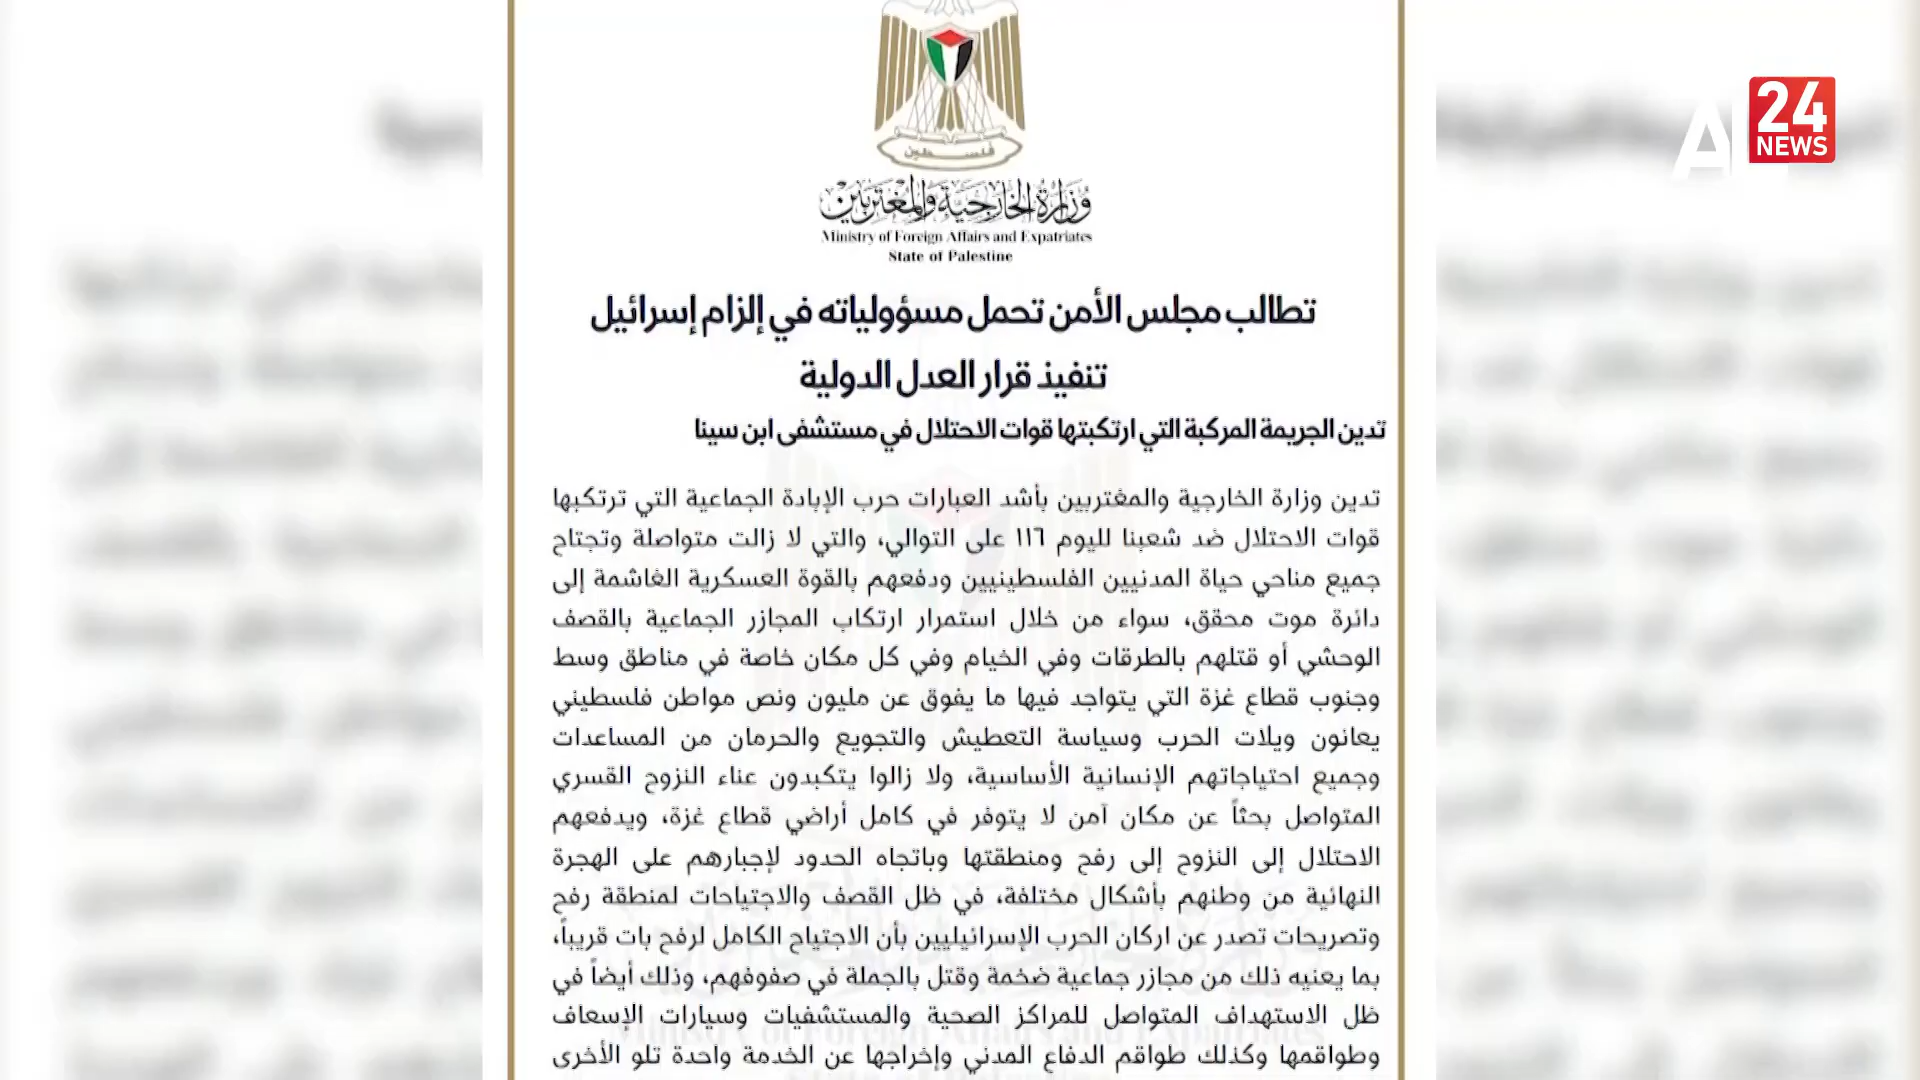 فلسطين
AL
24
NEWS
وزارة الخارجية والمغتربين
Ministry of Foreign Affairs and Expatriates
State of Palestine
تطالب مجلس الأمن تحمل مسؤولياته في إلزام إسرائيل
تنفيذ قرار العدل الدولية
تدين الجريمة المركبة التي ارتكبتها قوات الاحتلال في مستشفى ابن سينا
تدين وزارة الخارجية والمغتربين بأشد العبارات حرب الإبادة الجماعية التي ترتكبها
قوات الاحتلال ضد شعبنا لليوم ١١٦ على التوالي، والتي لا زالت متواصلة وتجتاح
جميع مناحي حياة المدنيين الفلسطينيين ودفعهم بالقوة العسكرية الغاشمة إلى
دائرة موت محقق، سواء من خلال استمرار ارتكاب المجازر الجماعية بالقصف
الوحشي أو قتلهم بالطرقات وفي الخيام وفي كل مكان خاصة في مناطق وسط
وجنوب قطاع غزة التي يتواجد فيها ما يفوق عن مليون ونص مواطن فلسطيني
يعانون ويلات الحرب وسياسة التعطيش والتجويع والحرمان من المساعدات
وجميع احتياجاتهم الإنسانية الأساسية، ولا زالوا يتكبدون عناء النزوح القسري
المتواصل بحثاً عن مكان آمن لا يتوفر في كامل أراضي قطاع غزة، ويدفعهم
الاحتلال إلى النزوح إلى رفح ومنطقتها وباتجاه الحدود لإجبارهم على الهجرة
النهائية من وطنهم بأشكال مختلفة، في ظل القصف والاجتياحات لمنطقة رفح
وتصريحات تصدر عن اركان الحرب الإسرائيليين بأن الاجتياح الكامل لرفح بات قريباً،
بما يعنيه ذلك من مجازر جماعية ضخمة وقتل بالجملة في صفوفهم، وذلك أيضاً في
ظل الاستهداف المتواصل للمراكز الصحية والمستشفيات وسيارات الإسعاف
وطواقمها وكذلك طواقم الدفاع المدني وإخراجها عن الخدمة واحدة تلو الأخرى